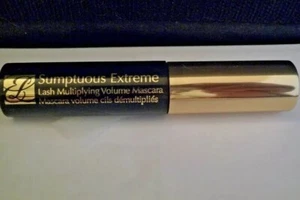 Sumptuous Extreme
Lash Multiplying Volume Mascara
Mascara volume cils démultipliés